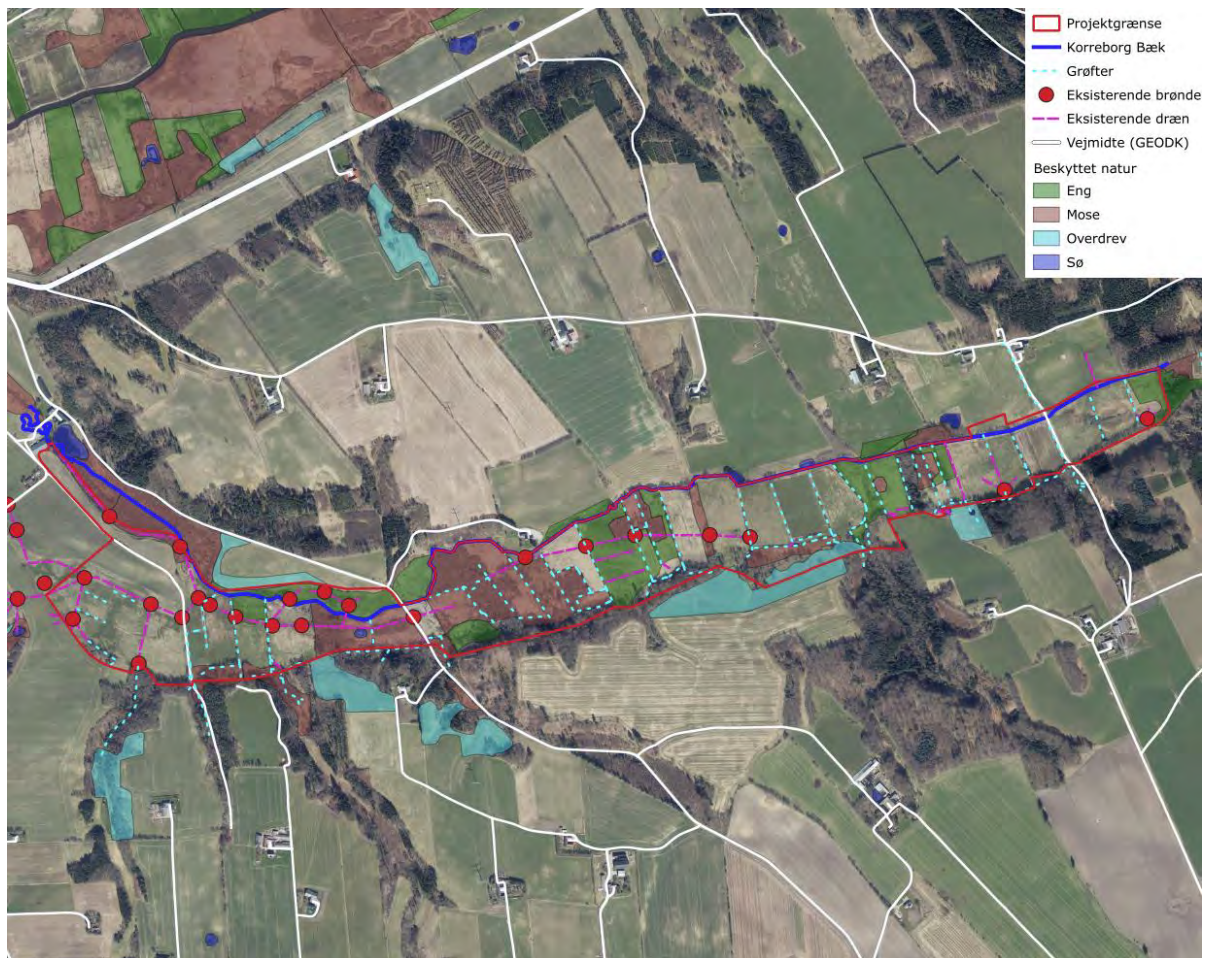 Projektgrænse
Korreborg Bæk
Grøfter
Eksisterende brønde
Eksisterende dræn
Vejmidte (GEODK)
Beskyttet natur
Eng
Mose
Overdrev
Sø